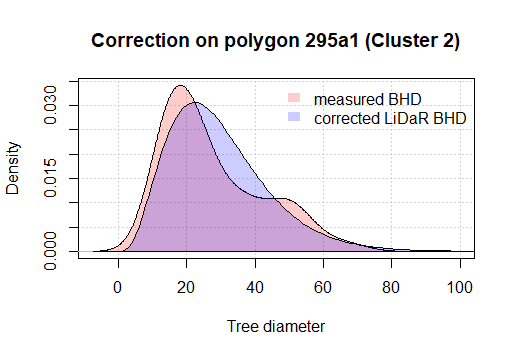 Correction on polygon 295a1 (Cluster 2)
measured BHD
corrected LiDaR BHD
Density
0.030
0.015
0.000
0 20 40 60 80 100
Tree diameter